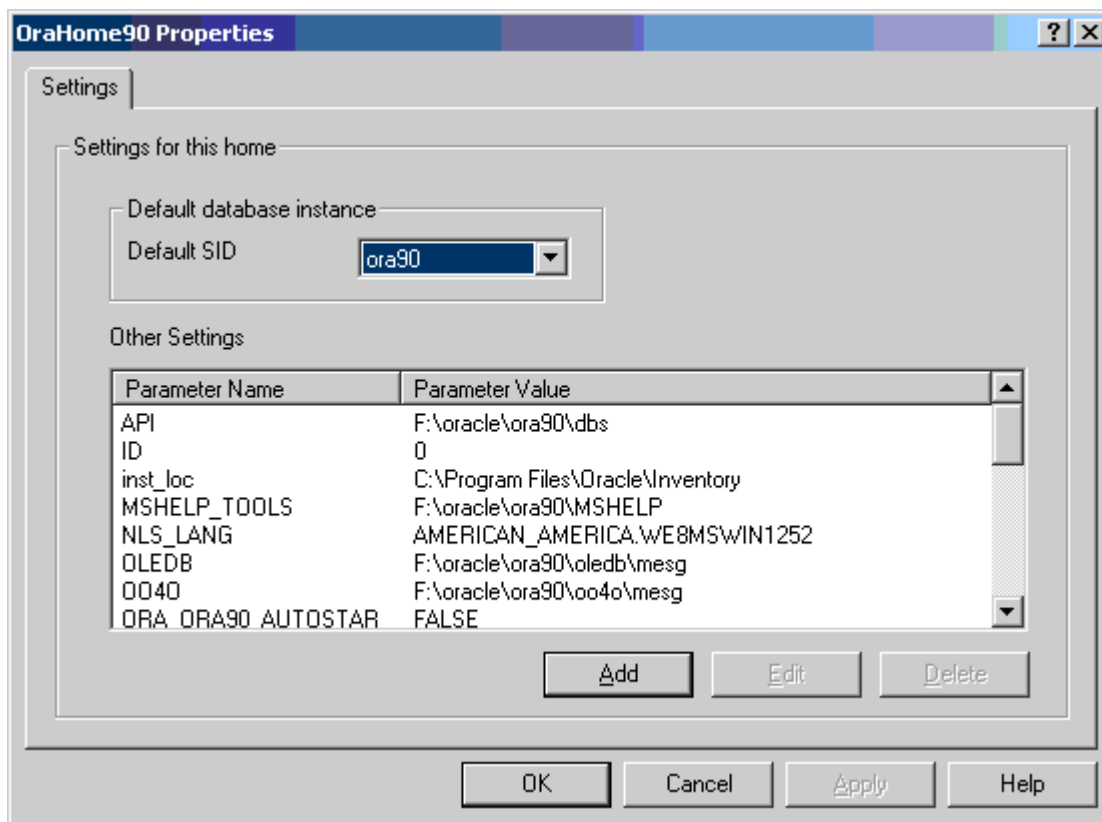 OraHome90 Properties
Settings
Settings for this home
Default database instance
Default SID ora90
Other Settings
Parameter Name Parameter Value
API F:\oracle\ora90\dbs
ID 0
inst_loc C:\Program Files\Oracle\Inventory
MSHELP_TOOLS F:\oracle\ora90\MSHELP
NLS_LANG AMERICAN_AMERICA.WE8MSWIN1252
OLEDB F:\oracle\ora90\oledb\mesg
OO4O F:\oracle\ora90\oo4o\mesg
ORA_ORA90_AUTOSTAR FALSE
Add Edit Delete
OK Cancel Apply Help